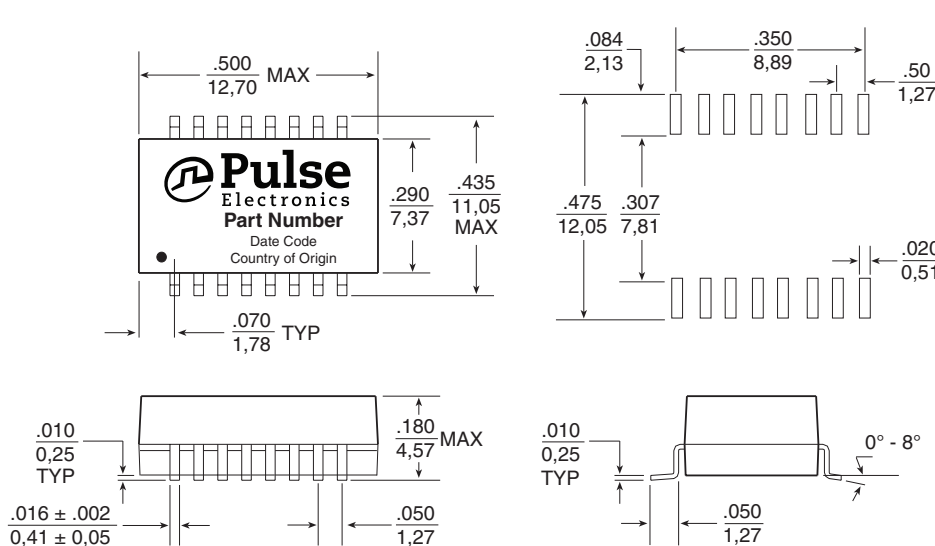 .500
12,70
MAX
.084
2,13
.350
8,89
.50
1,27
Pulse
Electronics
Part Number
Date Code
Country of Origin
.290
7,37
.435
11,05
MAX
.475
12,05
.307
7,81
.020
0,51
.070
1,78
TYP
.010
0,25
TYP
.180
4,57
MAX
.016 ± .002
0,41 ± 0,05
.050
1,27
.010
0,25
TYP
0° - 8°
.050
1,27